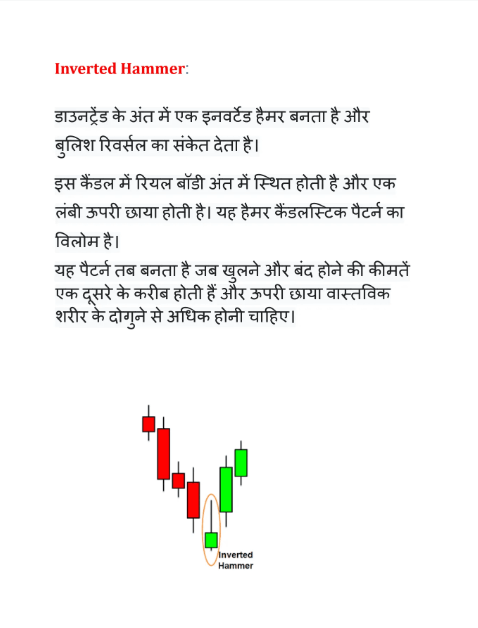 Inverted Hammer:
डाउनट्रेंड के अंत में एक इनवर्टेड हैमर बनता है और
बुलिश रिवर्सल का संकेत देता है।
इस कैंडल में रियल बॉडी अंत में स्थित होती है और एक
लंबी ऊपरी छाया होती है। यह हैमर कैंडलस्टिक पैटर्न का
विलोम है।
यह पैटर्न तब बनता है जब खुलने और बंद होने की कीमतें
एक दूसरे के करीब होती हैं और ऊपरी छाया वास्तविक
शरीर के दोगुने से अधिक होनी चाहिए।
Inverted
Hammer